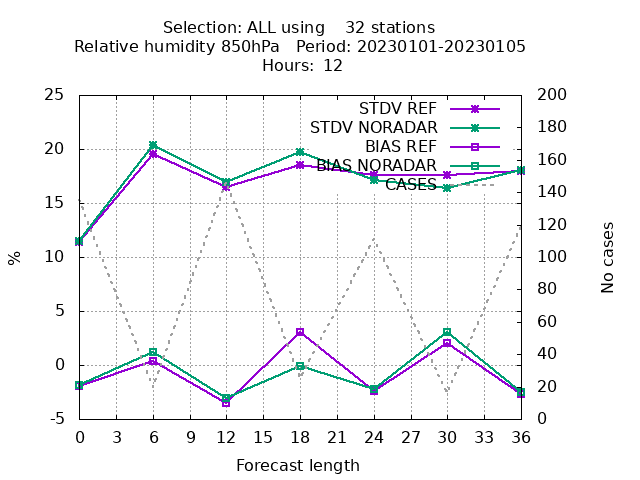 Selection: ALL using    32 stations
Relative humidity 850hPa   Period: 20230101-20230105
Hours: 12
STDV REF
STDV NORADAR
BIAS REF
BIAS NORADAR
CASES
25
20
15
10
5
0
-5
%
200
180
160
140
120
100
80
60
40
20
0
No cases
0 3 6 9 12 15 18 21 24 27 30 33 36
Forecast length